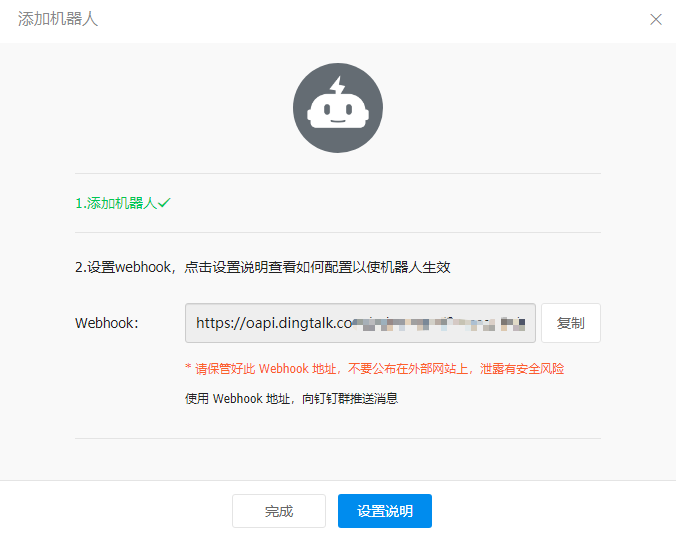 添加机器人
1.添加机器人
2.设置webhook，点击设置说明查看如何配置以使机器人生效
Webhook： https://oapi.dingtalk.co 复制
* 请保管好此 Webhook 地址，不要公布在外部网站上，泄露有安全风险
使用 Webhook 地址，向钉钉群推送消息
完成 设置说明